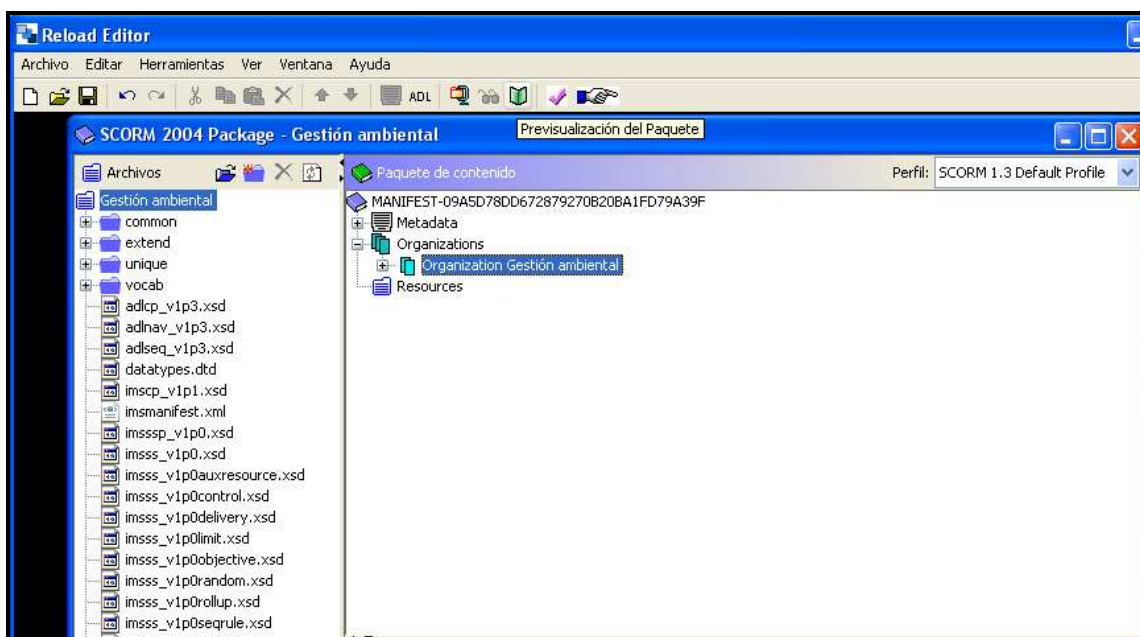 Reload Editor
Archivo Editar Herramientas Ver Ventana Ayuda
ADL
Previsualización del Paquete
SCORM 2004 Package - Gestión ambiental
Archivos
Paquete de contenido
Perfil: SCORM 1.3 Default Profile
Gestión ambiental
common
extend
unique
vocab
adlcp_v1p3.xsd
adlnav_v1p3.xsd
adlseq_v1p3.xsd
datatypes.dtd
imscp_v1p1.xsd
imsmanifest.xml
imsssp_v1p0.xsd
imsss_v1p0.xsd
imsss_v1p0auxresource.xsd
imsss_v1p0control.xsd
imsss_v1p0delivery.xsd
imsss_v1p0limit.xsd
imsss_v1p0objective.xsd
imsss_v1p0random.xsd
imsss_v1p0rollup.xsd
imsss_v1p0seqrule.xsd
MANIFEST-09A5D78DD672879270B20BA1FD79A39F
Metadata
Organizations
Organization Gestión ambiental
Resources